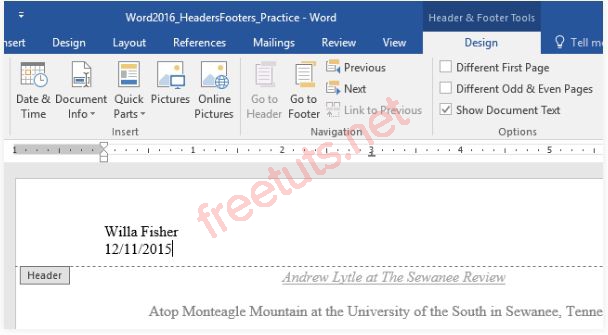 Word2016_HeadersFooters_Practice - Word
Header & Footer Tools
nsert Design Layout References Mailings Review View Design Tell me
Date & Time
Document Info
Quick Parts
Pictures
Online Pictures
Insert
Go to Header
Go to Footer
Previous
Next
Link to Previous
Navigation
Different First Page
Different Odd & Even Pages
Show Document Text
Options
1 1 2 3 4 5
freetuts.net
Willa Fisher
12/11/2015
Header
Andrew Lytle at The Sewanee Review
Atop Monteagle Mountain at the University of the South in Sewanee, Tenne